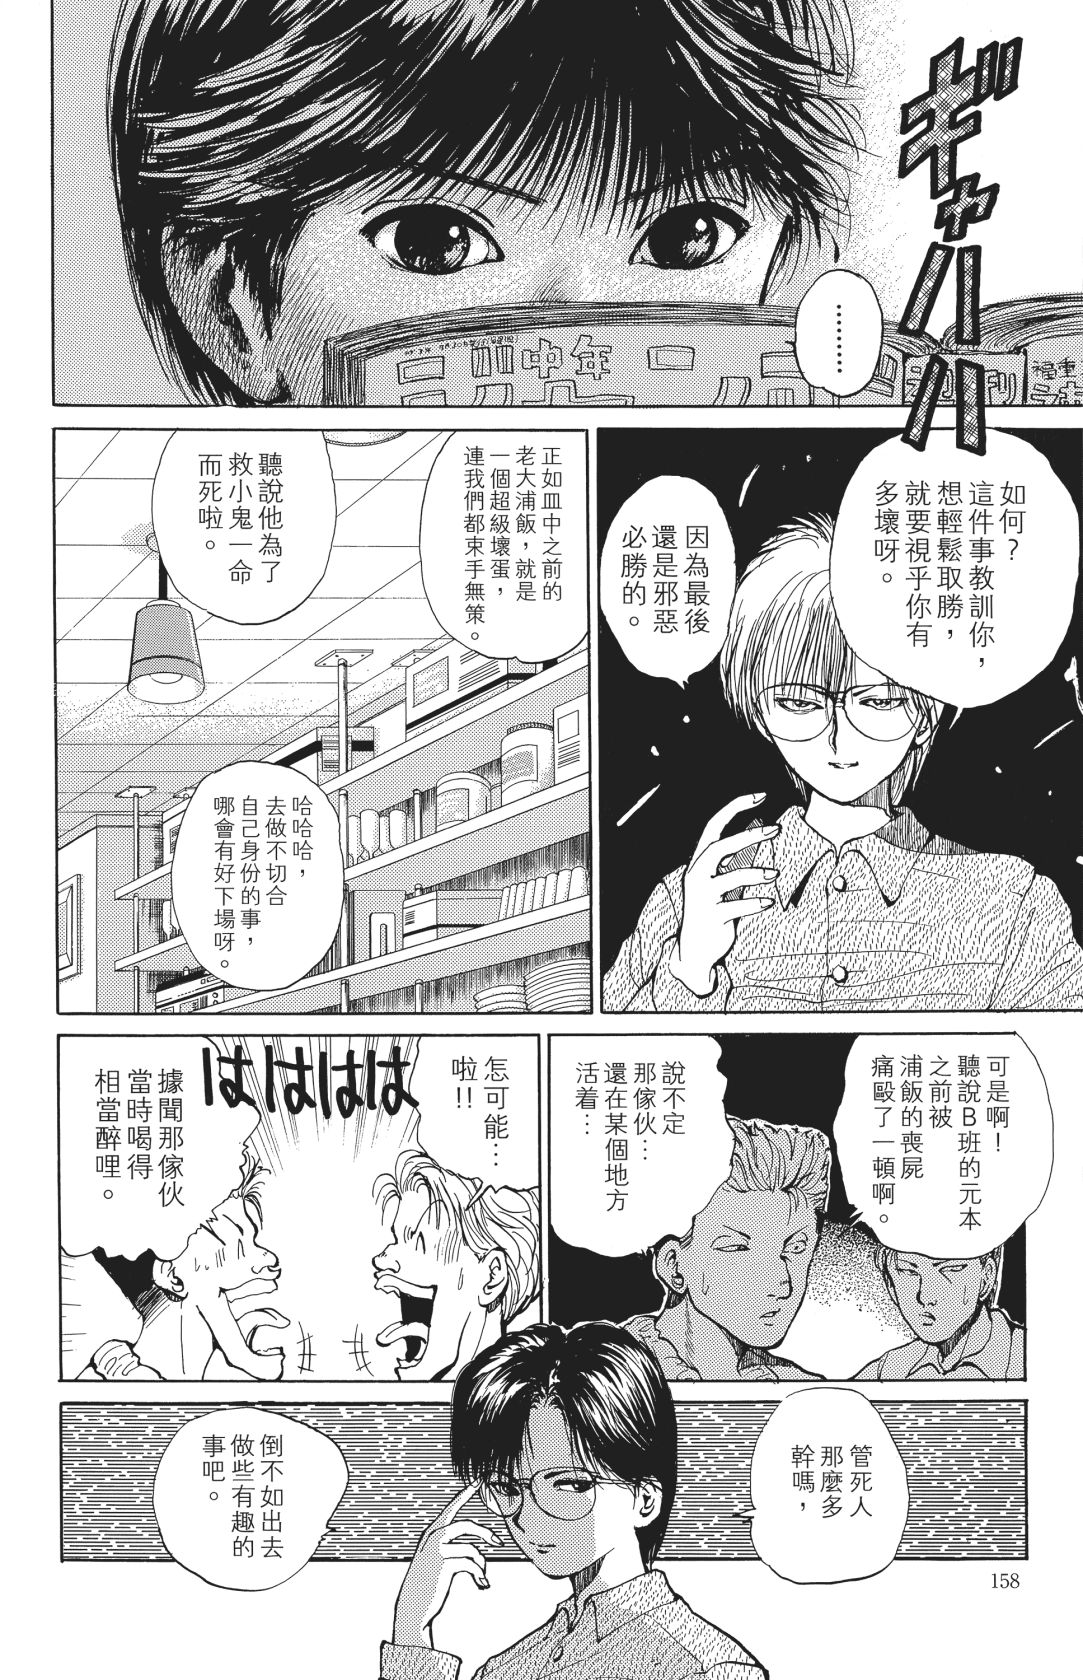 ギャハハハ
………
中年
週刊
福重
如何？
這件事教訓你，
想輕鬆取勝，
就要視乎你有
多壞呀。
因為最後
還是邪惡
必勝的。
正如皿中之前的
老大浦飯，就是
一個超級壞蛋，
連我們都束手無策。
聽說他為了
救小鬼一命
而死啦。
哈哈哈，
去做不切合
自己身份的事，
哪會有好下場呀。
可是啊！
聽說B班的元本
之前被
浦飯的喪屍
痛毆了一頓啊。
說不定
那傢伙…
還在某個地方
活着…
怎可能…
啦!!
はははは
據聞那傢伙
當時喝得
相當醉哩。
管死人
那麼多
幹嗎，
倒不如出去
做些有趣的
事吧。
158